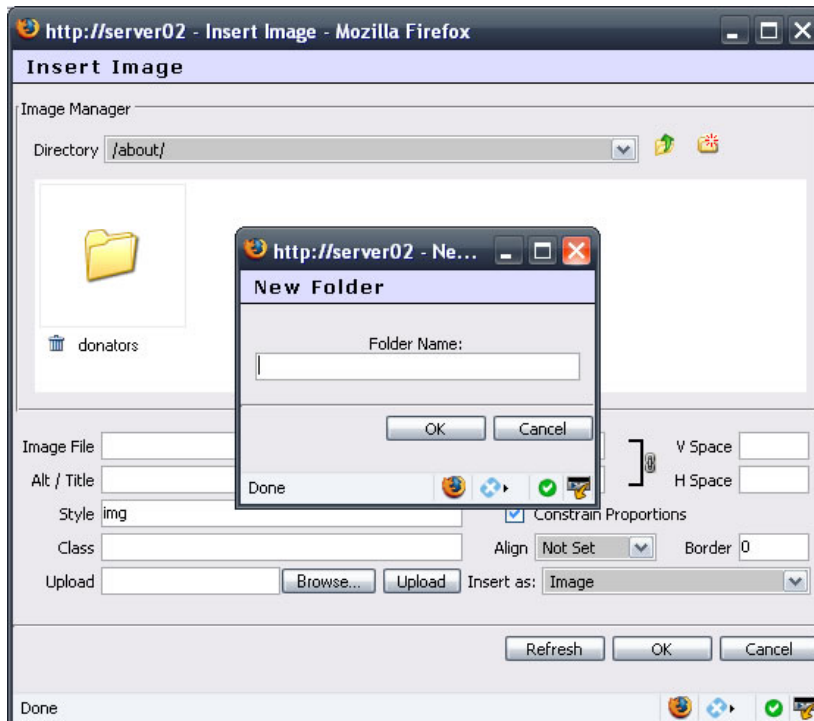 http://server02 - Insert Image - Mozilla Firefox
Insert Image
Image Manager
Directory /about/
donators
http://server02 - Ne...
New Folder
Folder Name:
OK Cancel
Done
Image File
V Space
Alt / Title
H Space
Style img
Constrain Proportions
Class
Align Not Set Border 0
Upload Browse... Upload Insert as: Image
Refresh OK Cancel
Done